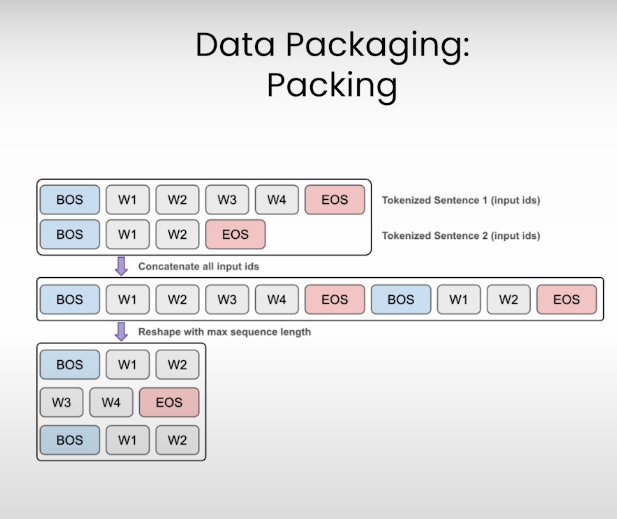 Data Packaging:
Packing
BOS W1 W2 W3 W4 EOS Tokenized Sentence 1 (input ids)
BOS W1 W2 EOS Tokenized Sentence 2 (input ids)
Concatenate all input ids
BOS W1 W2 W3 W4 EOS BOS W1 W2 EOS
Reshape with max sequence length
BOS W1 W2
W3 W4 EOS
BOS W1 W2